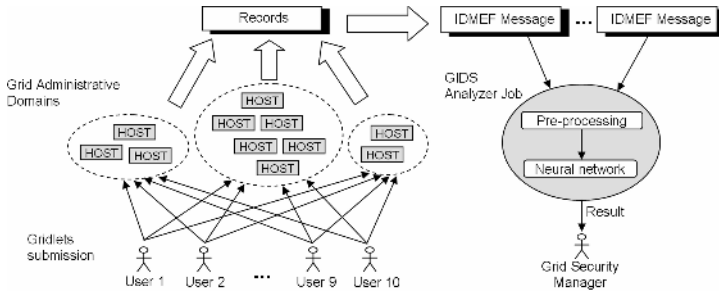 Records
IDMEF Message
...
IDMEF Message
Grid Administrative
Domains
HOST
HOST
HOST
HOST
HOST
HOST
HOST
HOST
HOST
HOST
HOST
GIDS
Analyzer Job
Pre-processing
Neural network
Result
Grid Security
Manager
Gridlets
submission
User 1
User 2
...
User 9
User 10